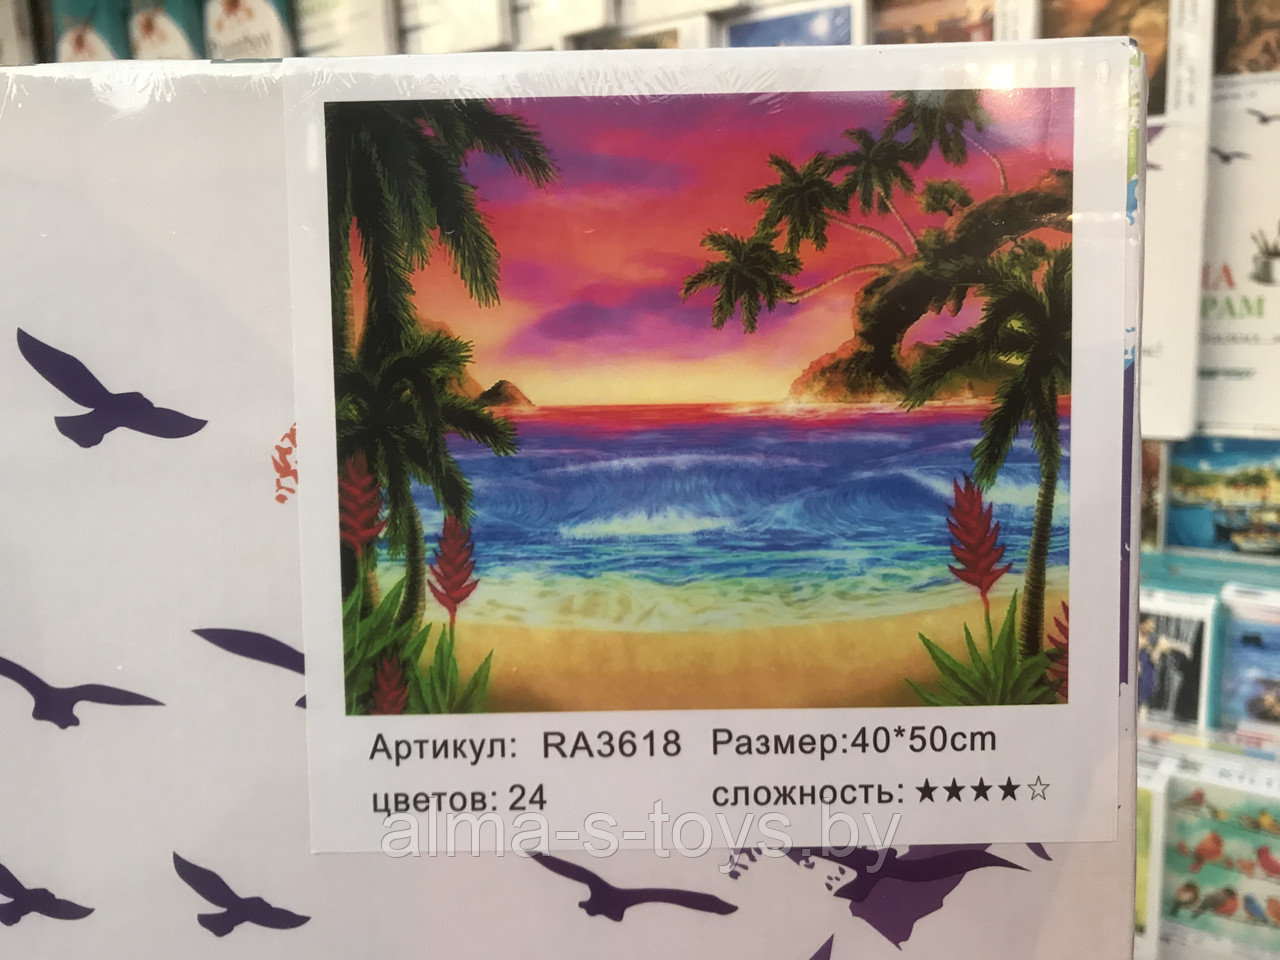 Артикул: RA3618 Размер:40*50cm
цветов: 24 сложность: ★★★★☆
alma-s-toys.by